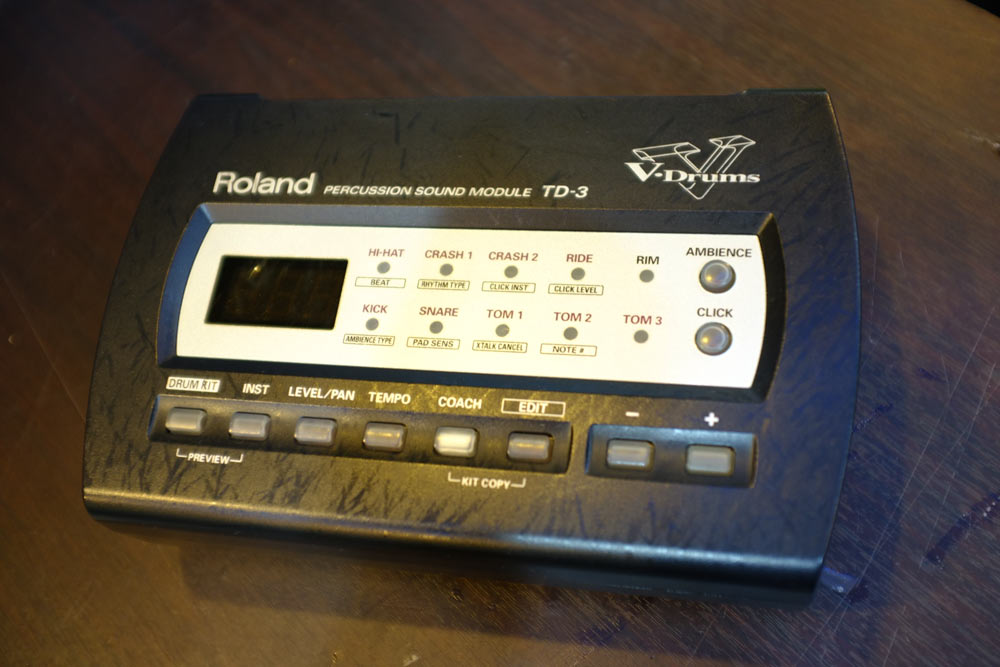 Roland PERCUSSION SOUND MODULE TD-3
V-Drums
HI-HAT CRASH 1 CRASH 2 RIDE RIM AMBIENCE
BEAT RHYTHM TYPE CLICK INST CLICK LEVEL
KICK SNARE TOM 1 TOM 2 TOM 3 CLICK
AMBIENCE TYPE PAD SENS XTALK CANCEL NOTE #
DRUM KIT INST LEVEL/PAN TEMPO COACH EDIT - +
PREVIEW KIT COPY